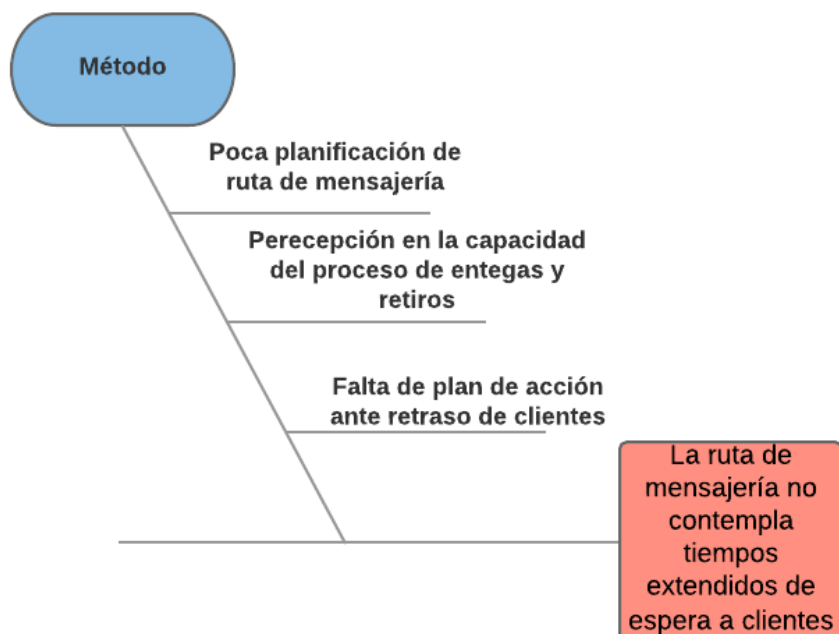 Método
Poca planificación de
ruta de mensajería
Perecepción en la capacidad
del proceso de entegas y
retiros
Falta de plan de acción
ante retraso de clientes
La ruta de
mensajería no
contempla
tiempos
extendidos de
espera a clientes